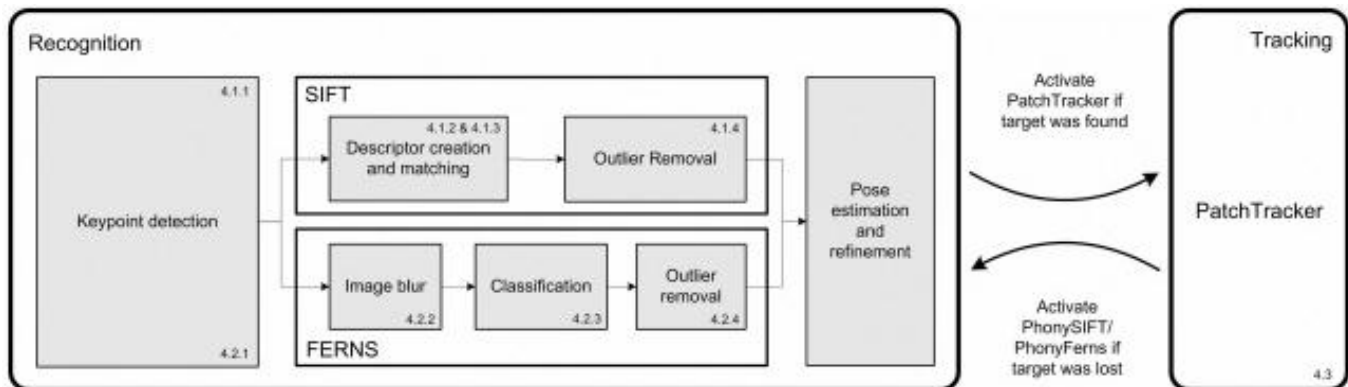 Recognition
4.1.1
Keypoint detection
4.2.1
SIFT
4.1.2 & 4.1.3
Descriptor creation
and matching
4.1.4
Outlier Removal
Image blur
4.2.2
Classification
4.2.3
Outlier
removal
4.2.4
FERNS
Pose
estimation
and
refinement
Activate
PatchTracker if
target was found
Activate
PhonySIFT/
PhonyFerns if
target was lost
Tracking
PatchTracker
4.3